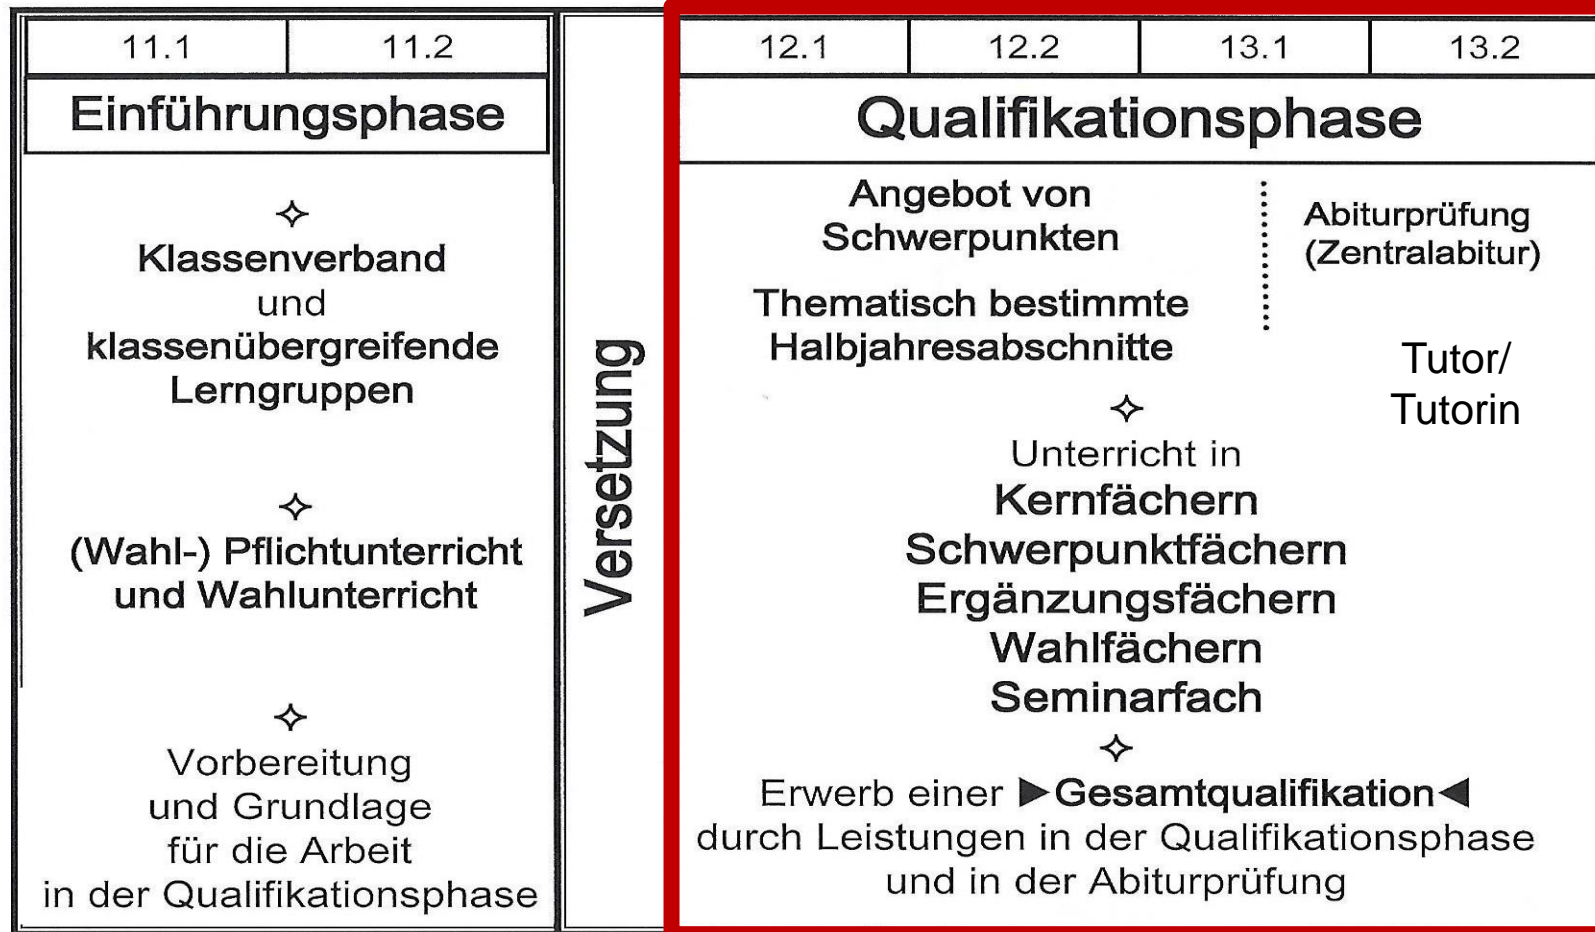 11.1 11.2
Einführungsphase
Klassenverband
und
klassenübergreifende
Lerngruppen
(Wahl-) Pflichtunterricht
und Wahlunterricht
Vorbereitung
und Grundlage
für die Arbeit
in der Qualifikationsphase
Versetzung
12.1 12.2 13.1 13.2
Qualifikationsphase
Angebot von
Schwerpunkten
Thematisch bestimmte
Halbjahresabschnitte
Abiturprüfung
(Zentralabitur)
Tutor/
Tutorin
Unterricht in
Kernfächern
Schwerpunktfächern
Ergänzungsfächern
Wahlfächern
Seminarfach
Erwerb einer ►Gesamtqualifikation◄
durch Leistungen in der Qualifikationsphase
und in der Abiturprüfung